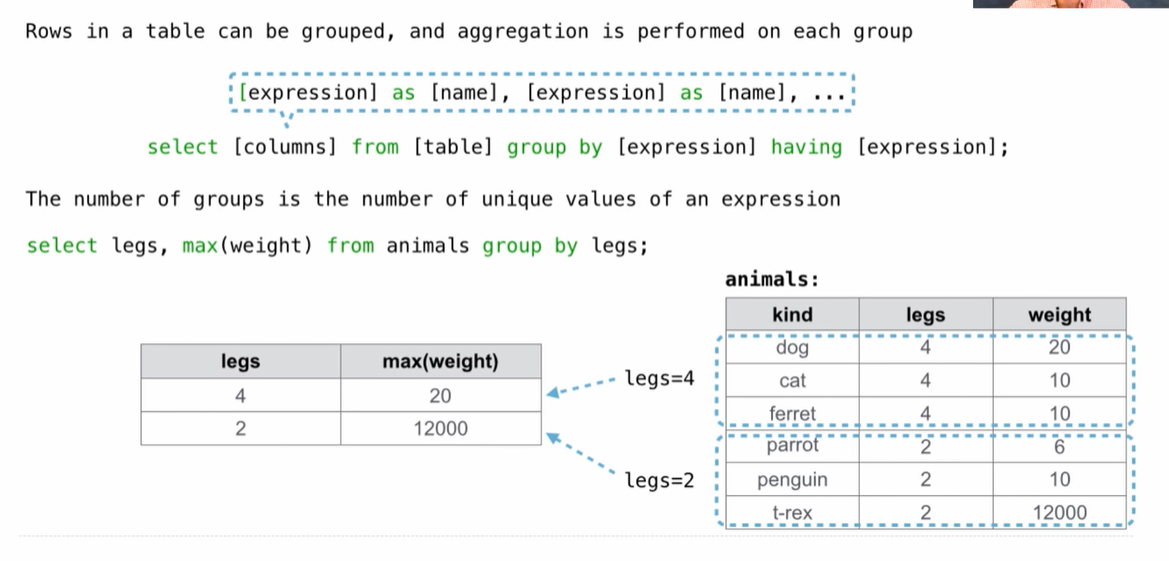 Rows in a table can be grouped, and aggregation is performed on each group
[expression] as [name], [expression] as [name], ...
select [columns] from [table] group by [expression] having [expression];
The number of groups is the number of unique values of an expression
select legs, max(weight) from animals group by legs;
animals:
kind legs weight
dog 4 20
cat 4 10
ferret 4 10
parrot 2 6
penguin 2 10
t-rex 2 12000
legs max(weight)
4 20
2 12000
legs=4
legs=2